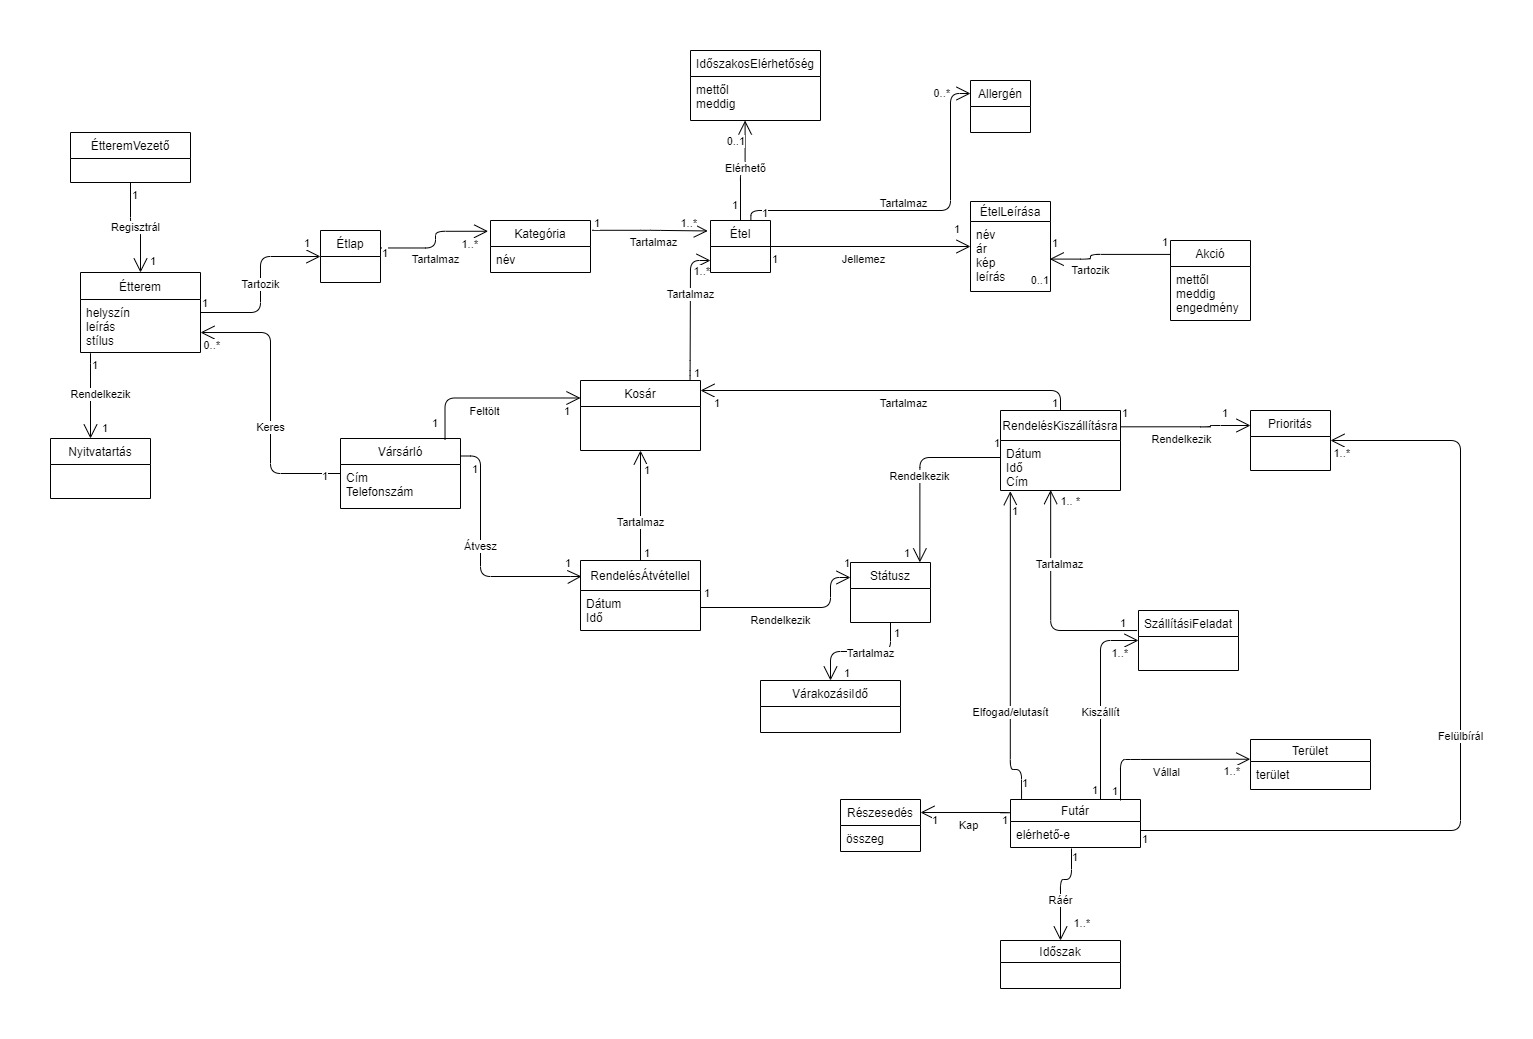 IdőszakosElérhetőség
mettől
meddig
0..1
Elérhető
1
0..*
Allergén
1
Tartalmaz
ÉtteremVezető
1
Regisztrál
1
Étterem
helyszín
leírás
stílus
1
Tartozik
1
Étlap
1
Tartalmaz
1..*
Kategória
név
1
Tartalmaz
1..*
Étel
1
Jellemez
1
ÉtelLeírása
név
ár
kép
leírás
0..1
1
Tartozik
1
Akció
mettől
meddig
engedmény
1..*
Tartalmaz
1
0..*
Keres
1
1
Rendelkezik
1
Nyitvatartás
Vársárló
Cím
Telefonszám
1
Feltölt
1
Kosár
1
Tartalmaz
1
1
Átvesz
1
1
Tartalmaz
1
RendelésÁtvétellel
Dátum
Idő
1
Rendelkezik
1
RendelésKiszállításra
Dátum
Idő
Cím
1
Rendelkezik
1
Prioritás
1..*
1
Rendelkezik
1
Státusz
1
Tartalmaz
1
VárakozásiIdő
1
1..*
Tartalmaz
1
SzállításiFeladat
1..*
Elfogad/elutasít
1
Kiszállít
1
Felülbírál
1
Vállal
1
1..*
Terület
terület
Részesedés
összeg
1
Kap
1
Futár
elérhető-e
1
Ráér
1..*
Időszak